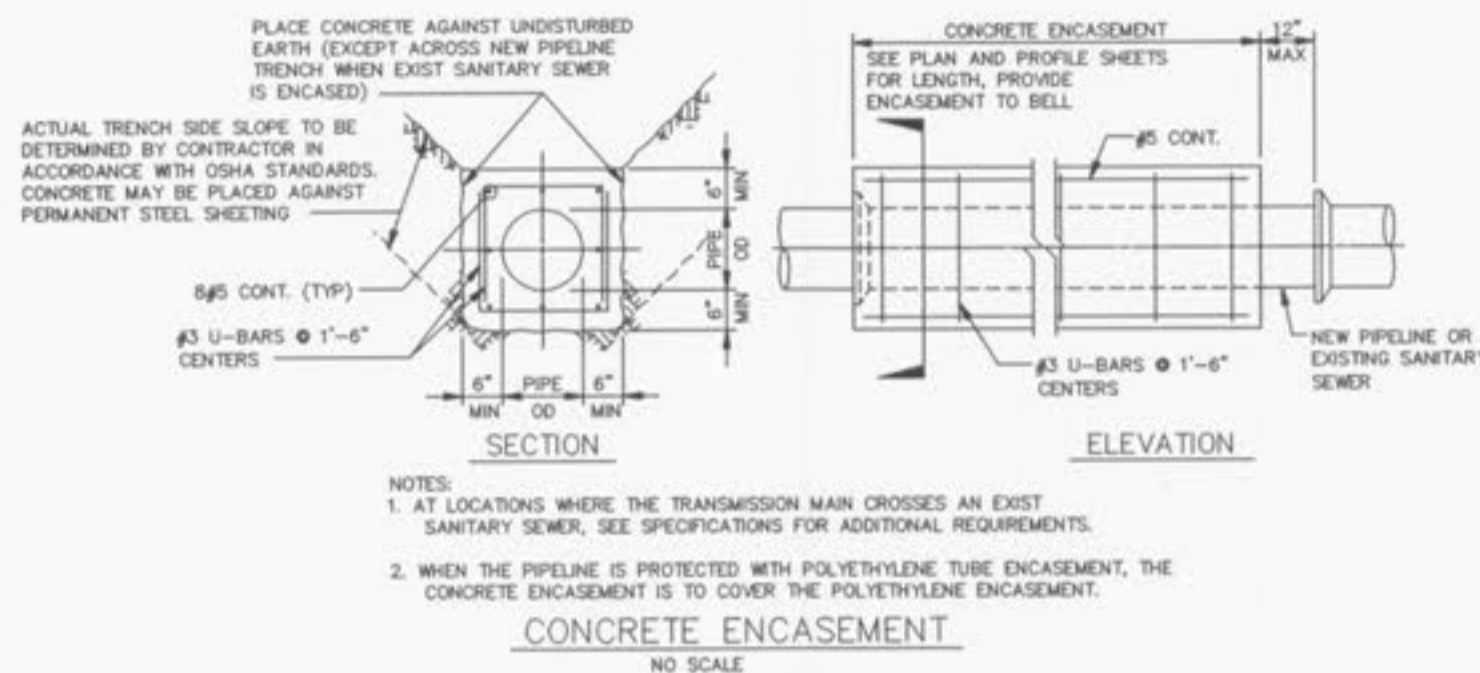 PLACE CONCRETE AGAINST UNDISTURBED
EARTH (EXCEPT ACROSS NEW PIPELINE
TRENCH WHEN EXIST SANITARY SEWER
IS ENCASED)
ACTUAL TRENCH SIDE SLOPE TO BE
DETERMINED BY CONTRACTOR IN
ACCORDANCE WITH OSHA STANDARDS.
CONCRETE MAY BE PLACED AGAINST
PERMANENT STEEL SHEETING
8#5 CONT. (TYP)
#3 U-BARS @ 1'-6"
CENTERS
6"
MIN
PIPE
OD
6"
MIN
6"
MIN
PIPE
OD
6"
MIN
SECTION
CONCRETE ENCASEMENT
12"
MAX
SEE PLAN AND PROFILE SHEETS
FOR LENGTH, PROVIDE
ENCASEMENT TO BELL
#5 CONT.
#3 U-BARS @ 1'-6"
CENTERS
NEW PIPELINE OR
EXISTING SANITARY
SEWER
ELEVATION
NOTES:
1. AT LOCATIONS WHERE THE TRANSMISSION MAIN CROSSES AN EXIST
SANITARY SEWER, SEE SPECIFICATIONS FOR ADDITIONAL REQUIREMENTS.
2. WHEN THE PIPELINE IS PROTECTED WITH POLYETHYLENE TUBE ENCASEMENT, THE
CONCRETE ENCASEMENT IS TO COVER THE POLYETHYLENE ENCASEMENT.
CONCRETE ENCASEMENT
NO SCALE